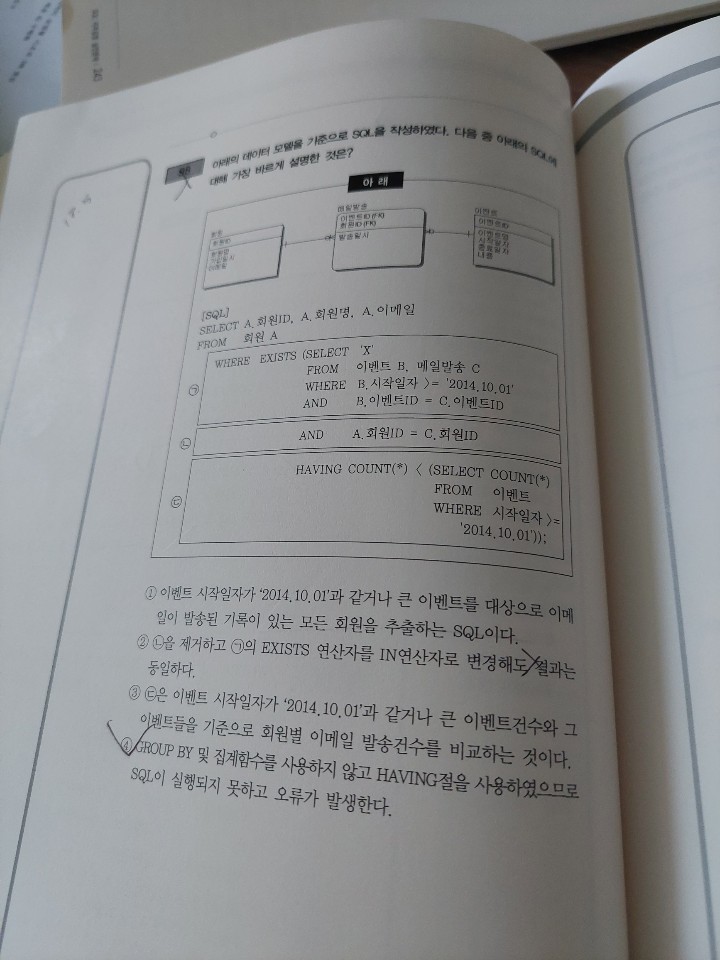 아래의 데이터 모델을 기준으로 SQL을 작성하였다. 다음 중 아래의 SQL에
대해 가장 바르게 설명한 것은?
아 래
회원
회원ID
회원명
메일발송
이벤트ID (FK)
회원ID (FK)
발송일시
이벤트
이벤트ID
이벤트명
시작일자
종료일자
내용
[SQL]
SELECT A.회원ID, A.회원명, A.이메일
FROM 회원 A
㉠
WHERE EXISTS (SELECT 'X'
FROM 이벤트 B, 메일발송 C
WHERE B.시작일자 >= '2014.10.01'
AND B.이벤트ID = C.이벤트ID
㉡
AND A.회원ID = C.회원ID
㉢
HAVING COUNT(*) < (SELECT COUNT(*)
FROM 이벤트
WHERE 시작일자 >=
'2014.10.01'));
① 이벤트 시작일자가 ‘2014.10.01’과 같거나 큰 이벤트를 대상으로 이메
일이 발송된 기록이 있는 모든 회원을 추출하는 SQL이다.
② ㉡을 제거하고 ㉠의 EXISTS 연산자를 IN연산자로 변경해도 결과는
동일하다.
③ ㉢은 이벤트 시작일자가 ‘2014.10.01’과 같거나 큰 이벤트건수와 그
이벤트들을 기준으로 회원별 이메일 발송건수를 비교하는 것이다.
④ GROUP BY 및 집계함수를 사용하지 않고 HAVING절을 사용하였으므로
SQL이 실행되지 못하고 오류가 발생한다.